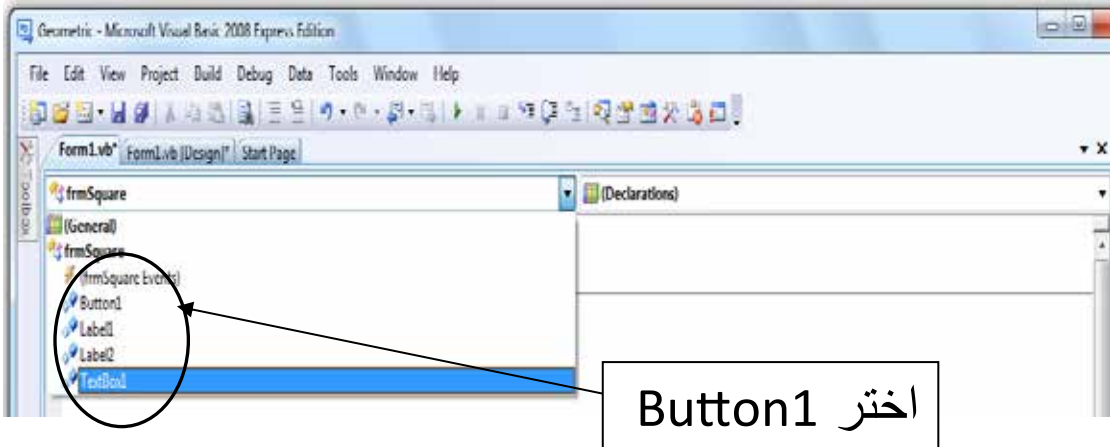 Geometric - Microsoft Visual Basic 2008 Express Edition
File Edit View Project Build Debug Data Tools Window Help
Form1.vb* Form1.vb [Design]* Start Page
Toolbox
frmSquare (Declarations)
(General)
frmSquare
(frmSquare Events)
Button1
Label1
Label2
TextBox1
اختر Button1